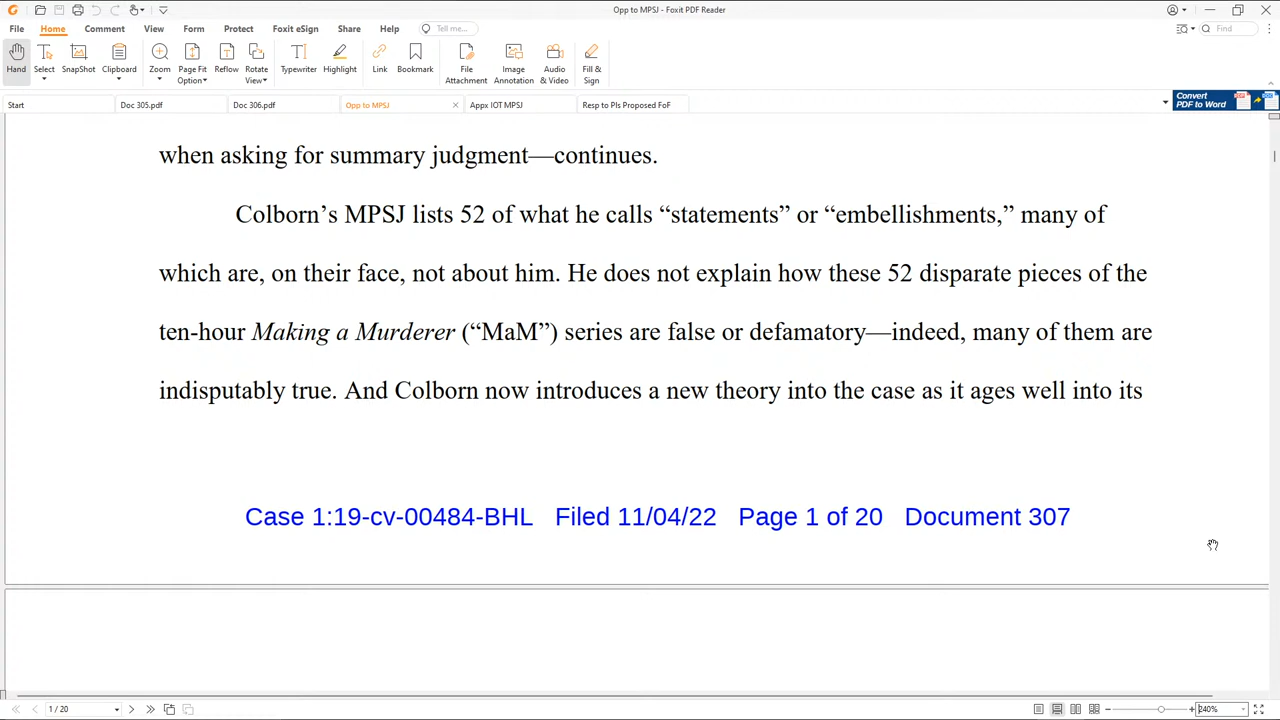 Opp to MPSJ - Foxit PDF Reader
File Home Comment View Form Protect Foxit eSign Share Help Tell me... Find
Hand Select SnapShot Clipboard Zoom Page Fit Option Reflow Rotate View Typewriter Highlight Link Bookmark File Attachment Image Annotation Audio & Video Fill & Sign
Start Doc 305.pdf Doc 306.pdf Opp to MPSJ Appx IOT MPSJ Resp to Pls Proposed FoF Convert PDF to Word
when asking for summary judgment—continues.
Colborn’s MPSJ lists 52 of what he calls “statements” or “embellishments,” many of
which are, on their face, not about him. He does not explain how these 52 disparate pieces of the
ten-hour Making a Murderer (“MaM”) series are false or defamatory—indeed, many of them are
indisputably true. And Colborn now introduces a new theory into the case as it ages well into its
Case 1:19-cv-00484-BHL Filed 11/04/22 Page 1 of 20 Document 307
1 / 20 240%